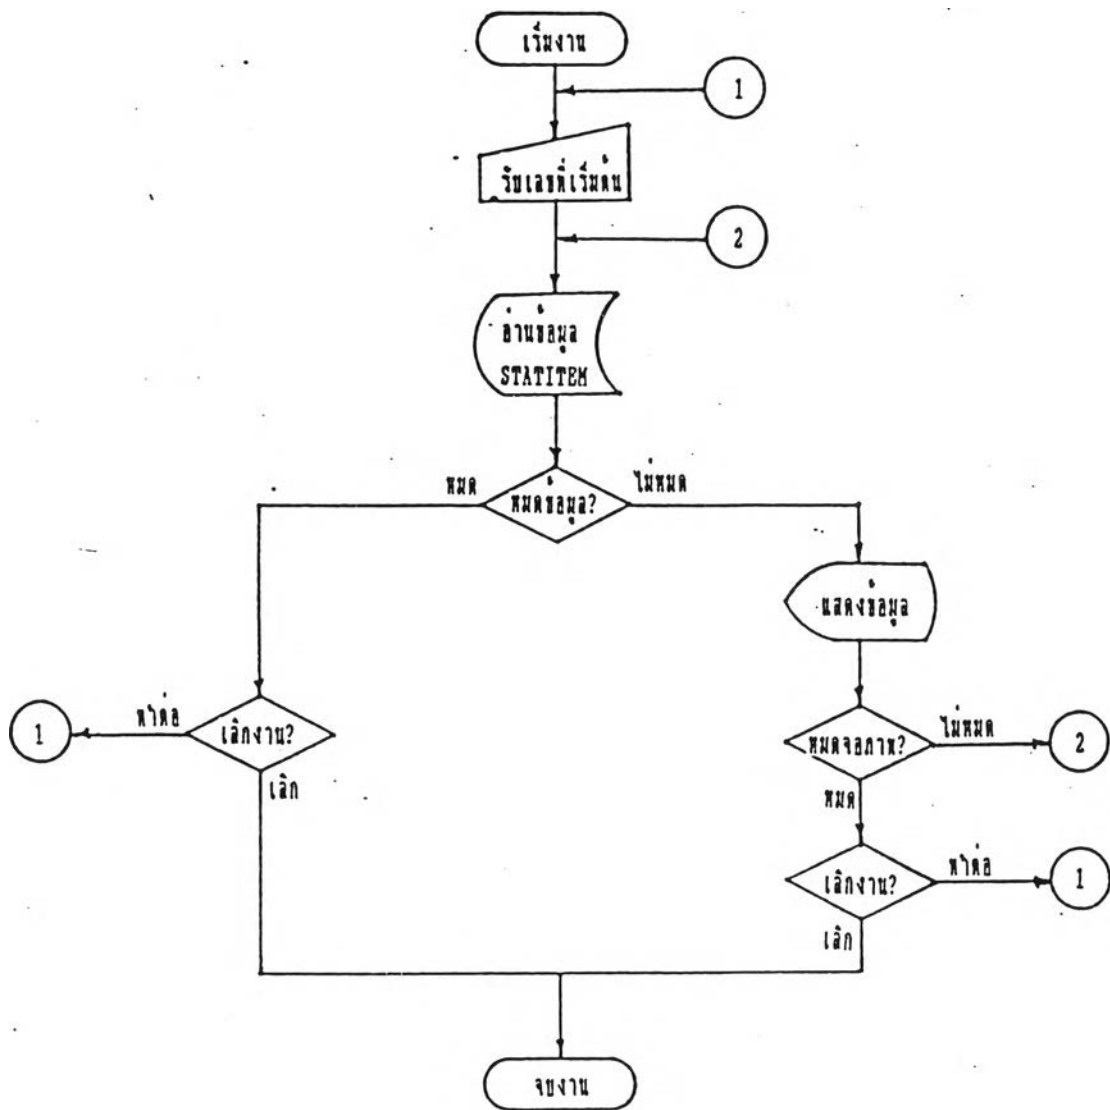 เริ่มงาน
1
รับเลขที่เริ่มต้น
2
อ่านข้อมูล
STATITEM
หมด
หมดข้อมูล?
ไม่หมด
แสดงข้อมูล
1
ทำต่อ
เลิกงาน?
เลิก
หมดจอภาพ?
ไม่หมด
2
หมด
เลิกงาน?
ทำต่อ
1
เลิก
จบงาน